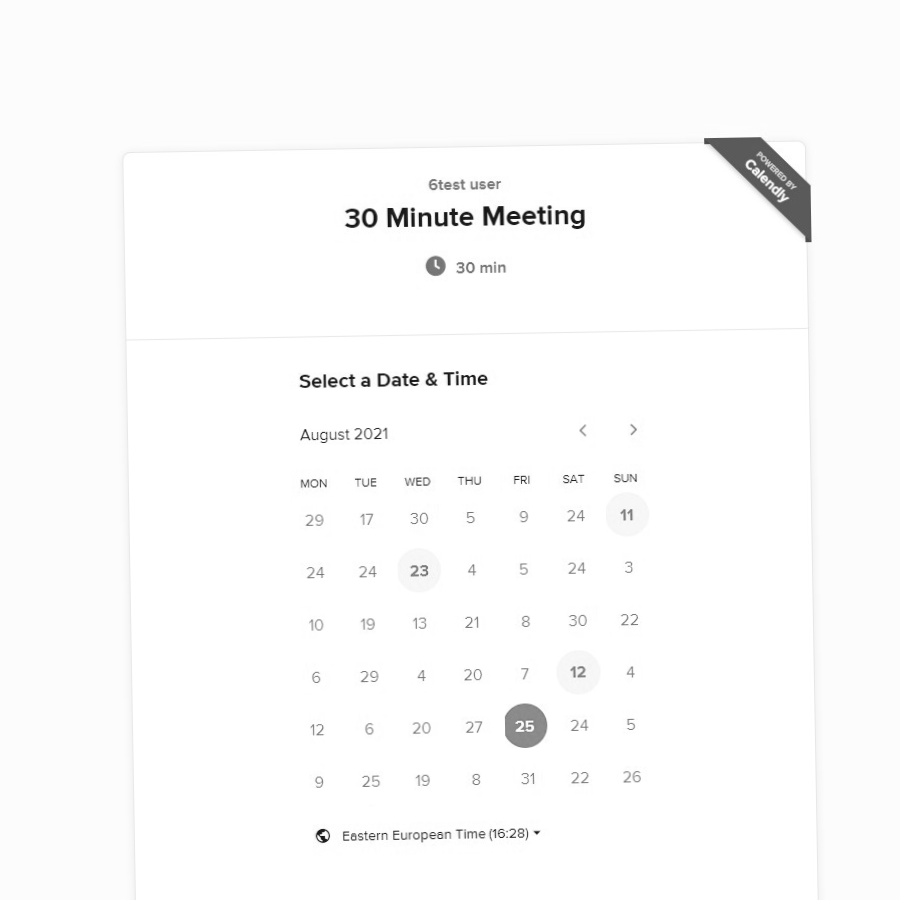 POWERED BY
Calendly
6test user
30 Minute Meeting
30 min
Select a Date & Time
August 2021
MON TUE WED THU FRI SAT SUN
29 17 30 5 9 24 11
24 24 23 4 5 24 3
10 19 13 21 8 30 22
6 29 4 20 7 12 4
12 6 20 27 25 24 5
9 25 19 8 31 22 26
Eastern European Time (16:28)